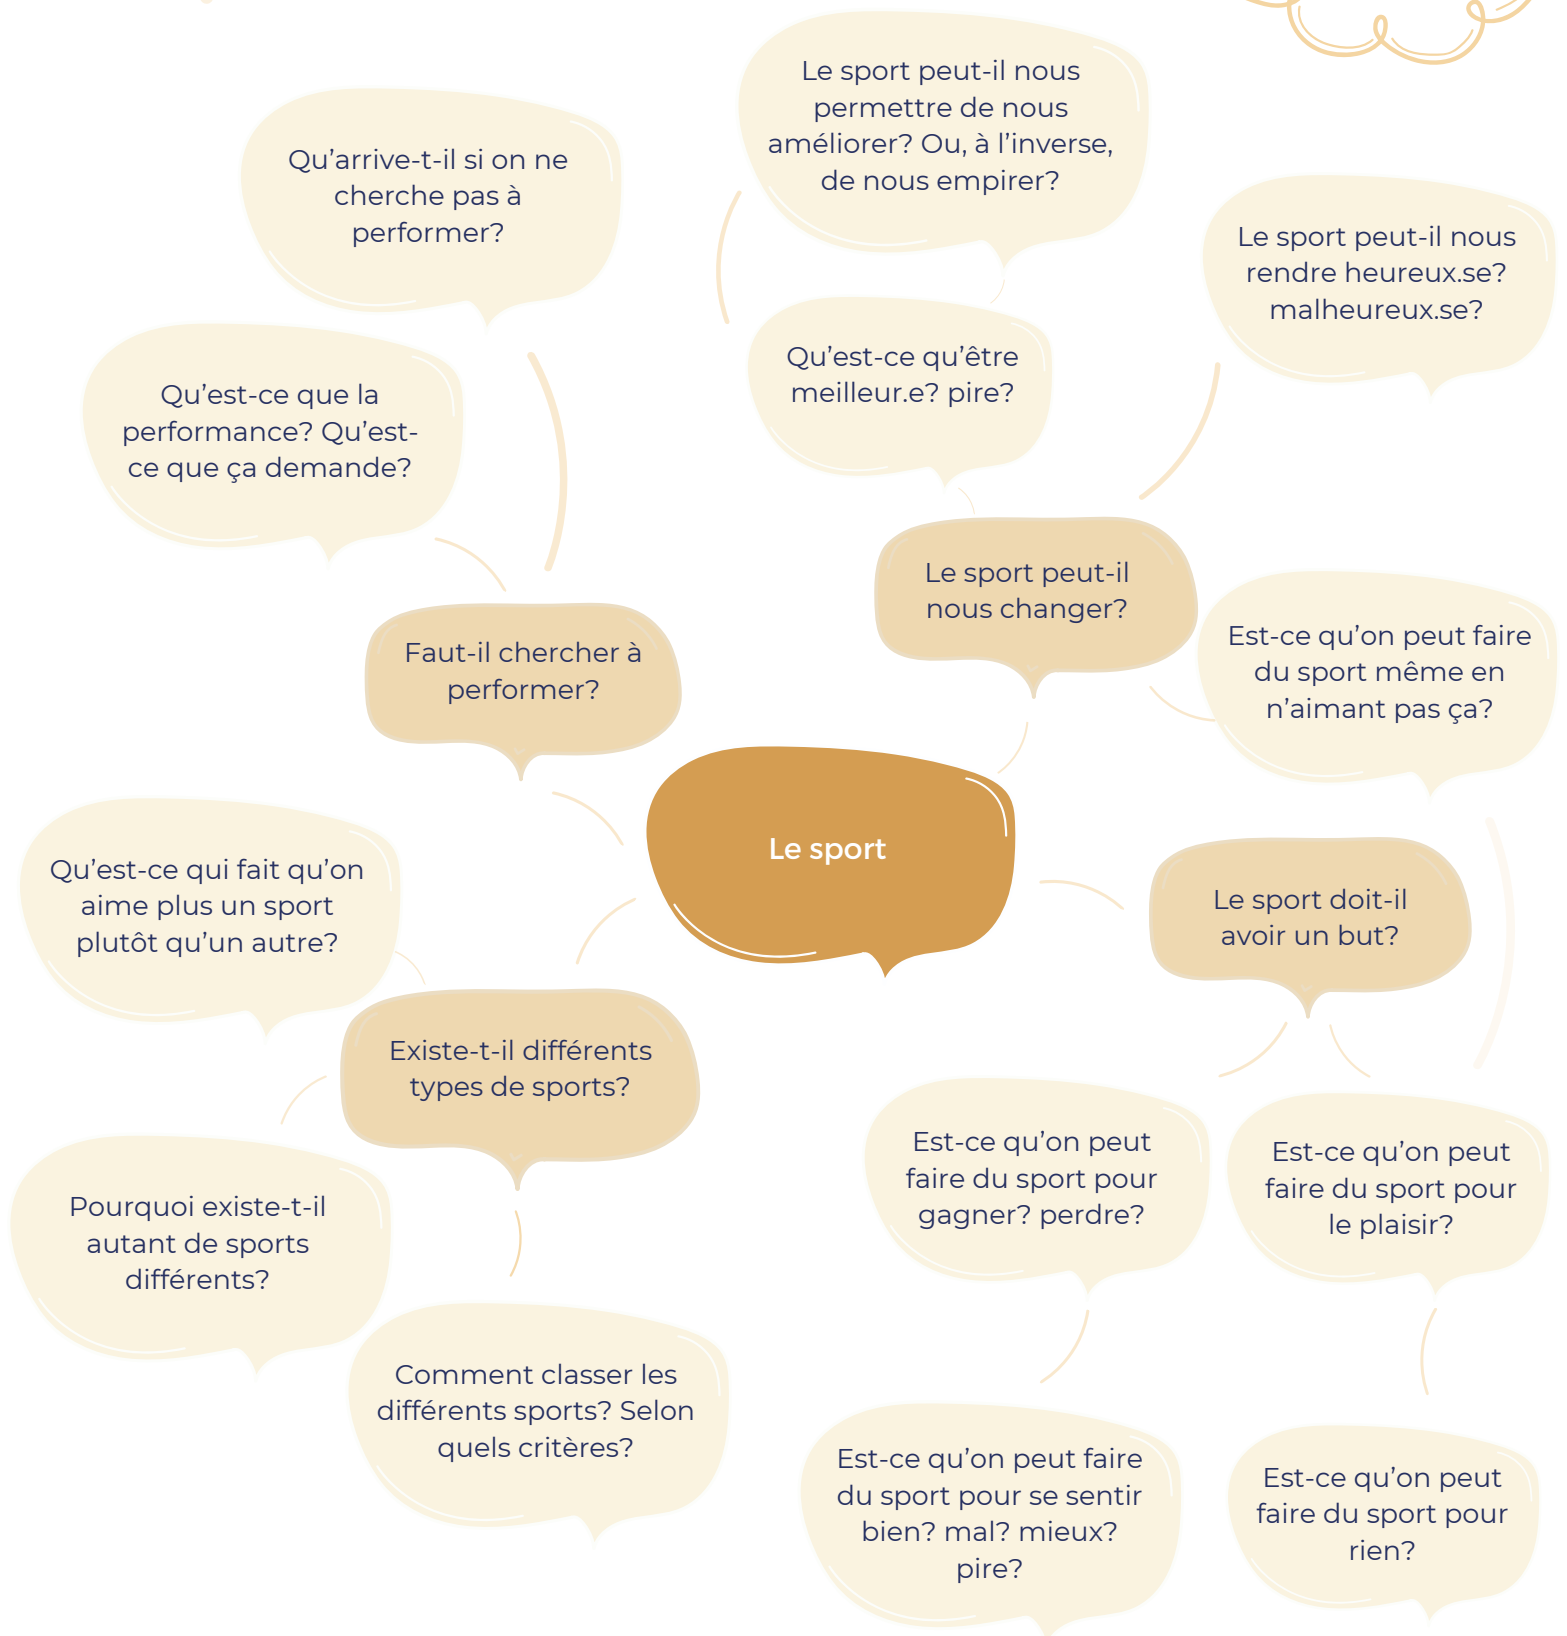 Le sport peut-il nous
permettre de nous
améliorer? Ou, à l’inverse,
de nous empirer?
Qu’arrive-t-il si on ne
cherche pas à
performer?
Le sport peut-il nous
rendre heureux.se?
malheureux.se?
Qu’est-ce qu’être
meilleur.e? pire?
Qu’est-ce que la
performance? Qu’est-
ce que ça demande?
Le sport peut-il
nous changer?
Est-ce qu’on peut faire
du sport même en
n’aimant pas ça?
Faut-il chercher à
performer?
Le sport
Qu’est-ce qui fait qu’on
aime plus un sport
plutôt qu’un autre?
Le sport doit-il
avoir un but?
Existe-t-il différents
types de sports?
Est-ce qu’on peut
faire du sport pour
gagner? perdre?
Est-ce qu’on peut
faire du sport pour
le plaisir?
Pourquoi existe-t-il
autant de sports
différents?
Comment classer les
différents sports? Selon
quels critères?
Est-ce qu’on peut faire
du sport pour se sentir
bien? mal? mieux?
pire?
Est-ce qu’on peut
faire du sport pour
rien?